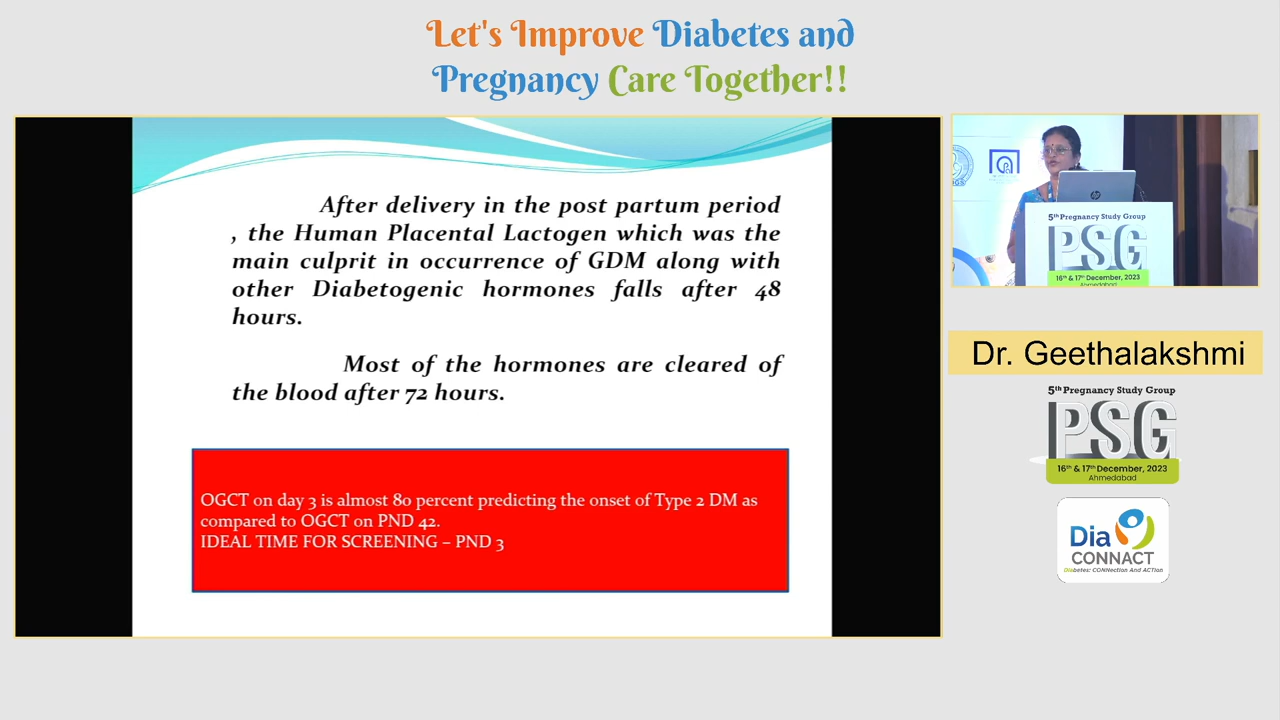 Let's Improve Diabetes and
Pregnancy Care Together!!
After delivery in the post partum period
, the Human Placental Lactogen which was the
main culprit in occurrence of GDM along with
other Diabetogenic hormones falls after 48
hours.
Most of the hormones are cleared of
the blood after 72 hours.
OGCT on day 3 is almost 80 percent predicting the onset of Type 2 DM as
compared to OGCT on PND 42.
IDEAL TIME FOR SCREENING – PND 3
hp
5th Pregnancy Study Group
PSG
16th & 17th December, 2023
Ahmedabad
Dr. Geethalakshmi
5th Pregnancy Study Group
PSG
16th & 17th December, 2023
Ahmedabad
Dia
CONNACT
Diabetes: CONNection And ACTion